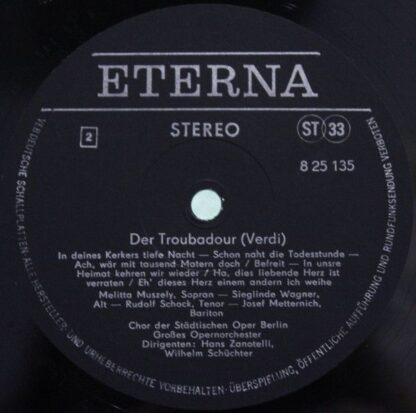 ETERNA
2
STEREO
ST 33
8 25 135
Der Troubadour (Verdi)
In deines Kerkers tiefe Nacht — Schon naht die Todesstunde —
Ach, wär mit tausend Matern doch / Befreit — In unsre
Heimat kehren wir wieder / Ha, dies liebende Herz ist
verraten / Eh' dieses Herz einem andern ich weihe
Melitta Muszely, Sopran — Sieglinde Wagner,
Alt — Rudolf Schock, Tenor — Josef Metternich,
Bariton
Chor der Städtischen Oper Berlin
Großes Opernorchester
Dirigenten: Hans Zanotelli,
Wilhelm Schüchter
VEB DEUTSCHE SCHALLPLATTEN · ALLE HERSTELLER- UND URHEBERRECHTE VORBEHALTEN · ÜBERSPIELUNG, ÖFFENTLICHE AUFFÜHRUNG UND RUNDFUNKSENDUNG VERBOTEN